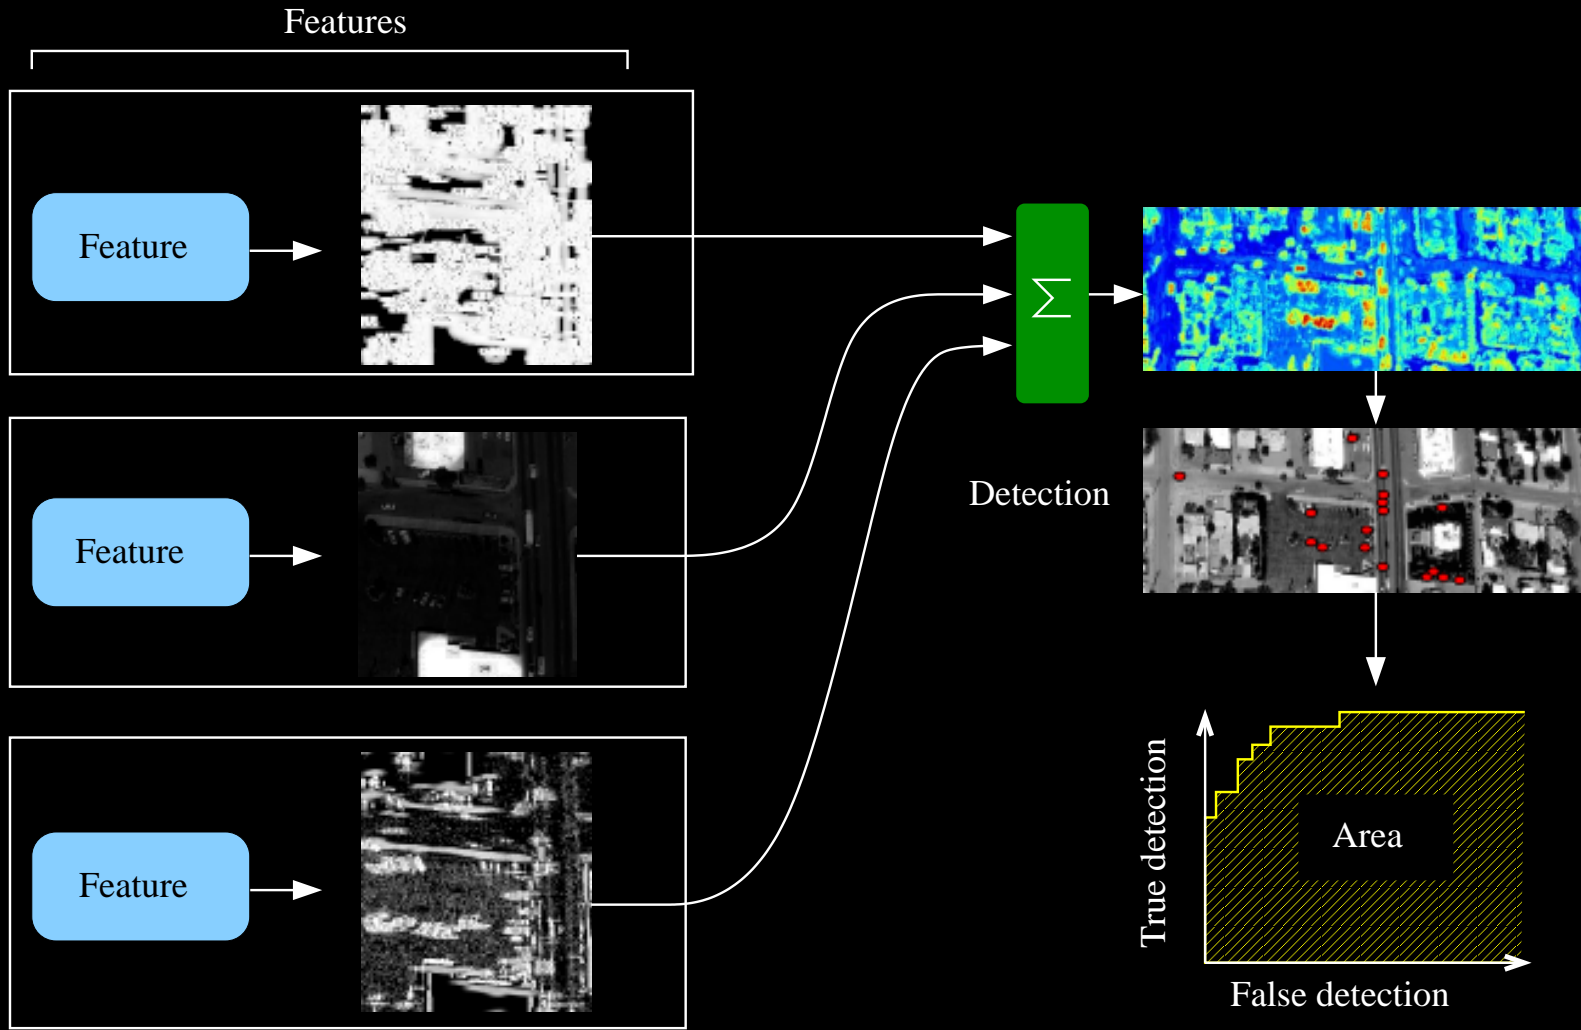 Features
Feature
Feature
Feature
∑
Detection
True detection
Area
False detection